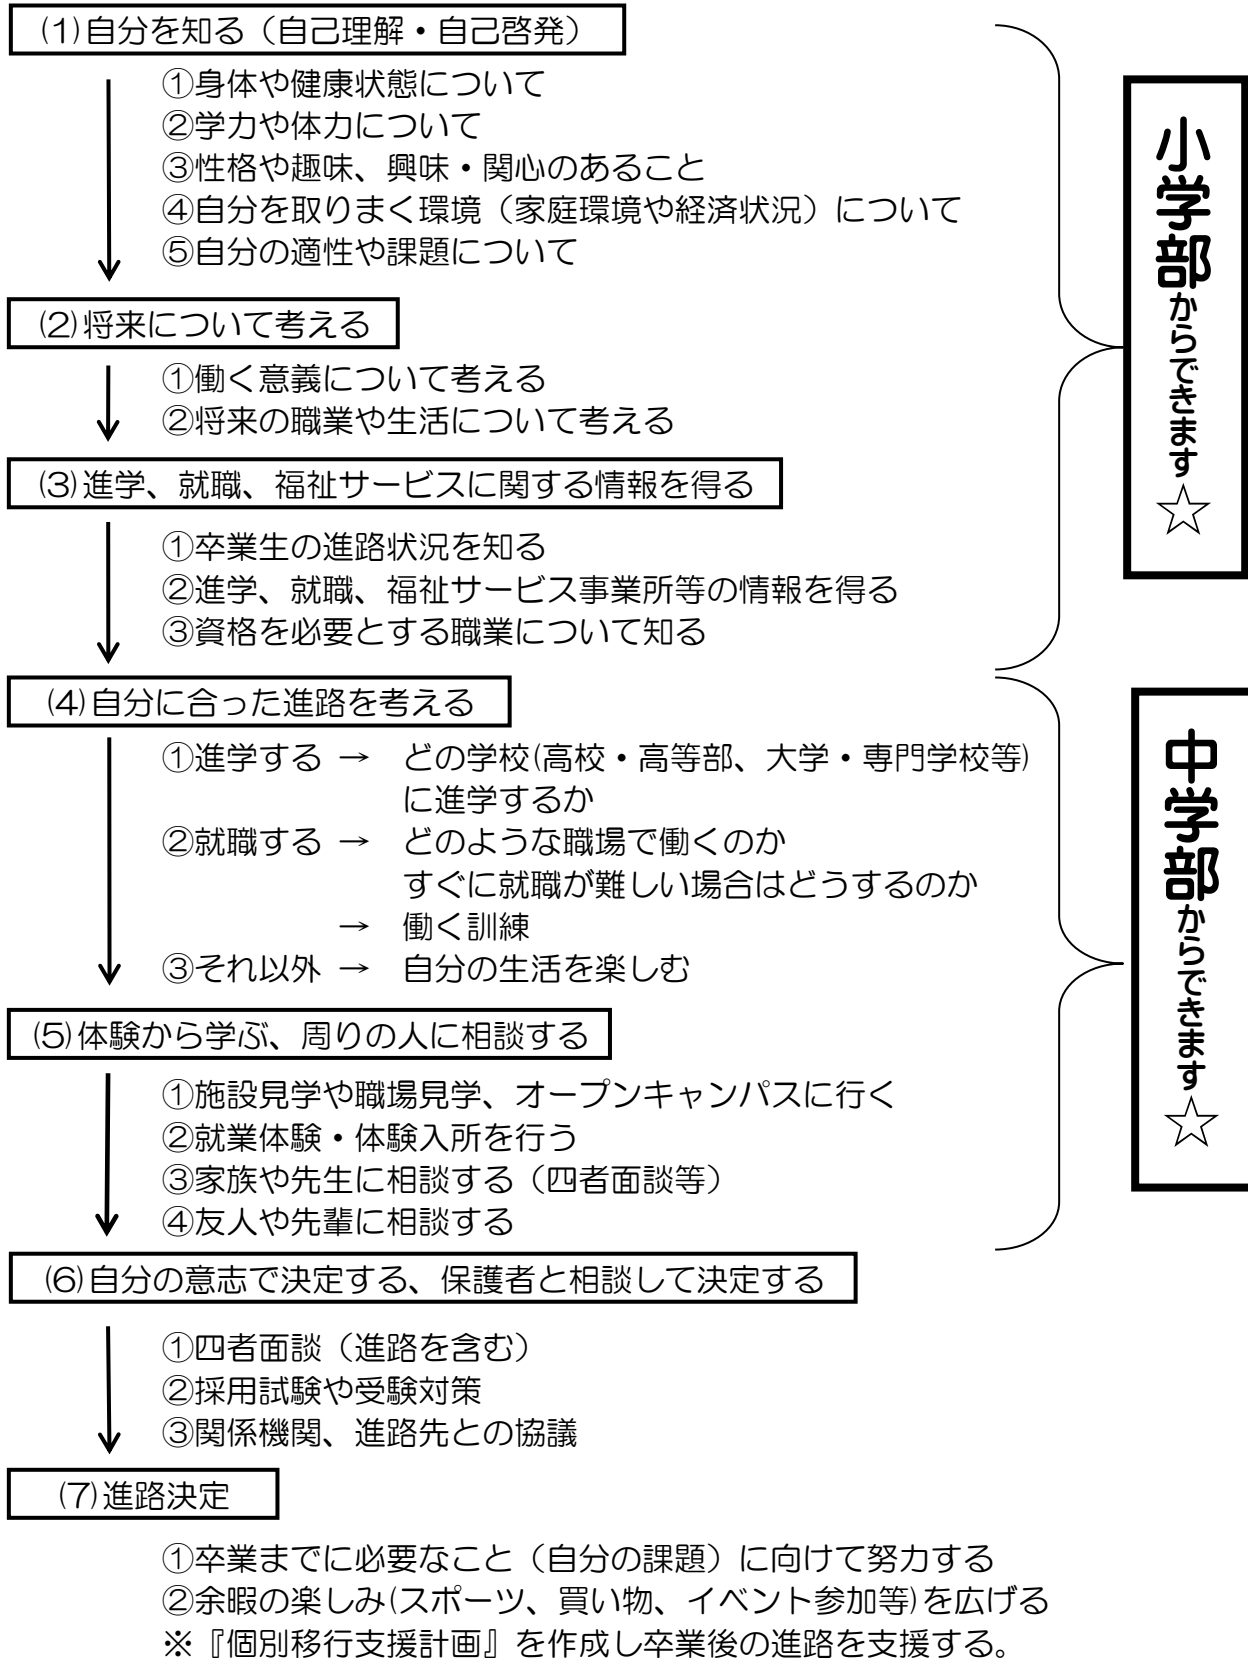 (1)自分を知る（自己理解・自己啓発）
①身体や健康状態について
②学力や体力について
③性格や趣味、興味・関心のあること
④自分を取りまく環境（家庭環境や経済状況）について
⑤自分の適性や課題について
(2)将来について考える
①働く意義について考える
②将来の職業や生活について考える
(3)進学、就職、福祉サービスに関する情報を得る
①卒業生の進路状況を知る
②進学、就職、福祉サービス事業所等の情報を得る
③資格を必要とする職業について知る
小学部からできます☆
(4)自分に合った進路を考える
①進学する → どの学校(高校・高等部、大学・専門学校等)
に進学するか
②就職する → どのような職場で働くのか
すぐに就職が難しい場合はどうするのか
→ 働く訓練
③それ以外 → 自分の生活を楽しむ
(5)体験から学ぶ、周りの人に相談する
①施設見学や職場見学、オープンキャンパスに行く
②就業体験・体験入所を行う
③家族や先生に相談する（四者面談等）
④友人や先輩に相談する
中学部からできます☆
(6)自分の意志で決定する、保護者と相談して決定する
①四者面談（進路を含む）
②採用試験や受験対策
③関係機関、進路先との協議
(7)進路決定
①卒業までに必要なこと（自分の課題）に向けて努力する
②余暇の楽しみ(スポーツ、買い物、イベント参加等)を広げる
※『個別移行支援計画』を作成し卒業後の進路を支援する。